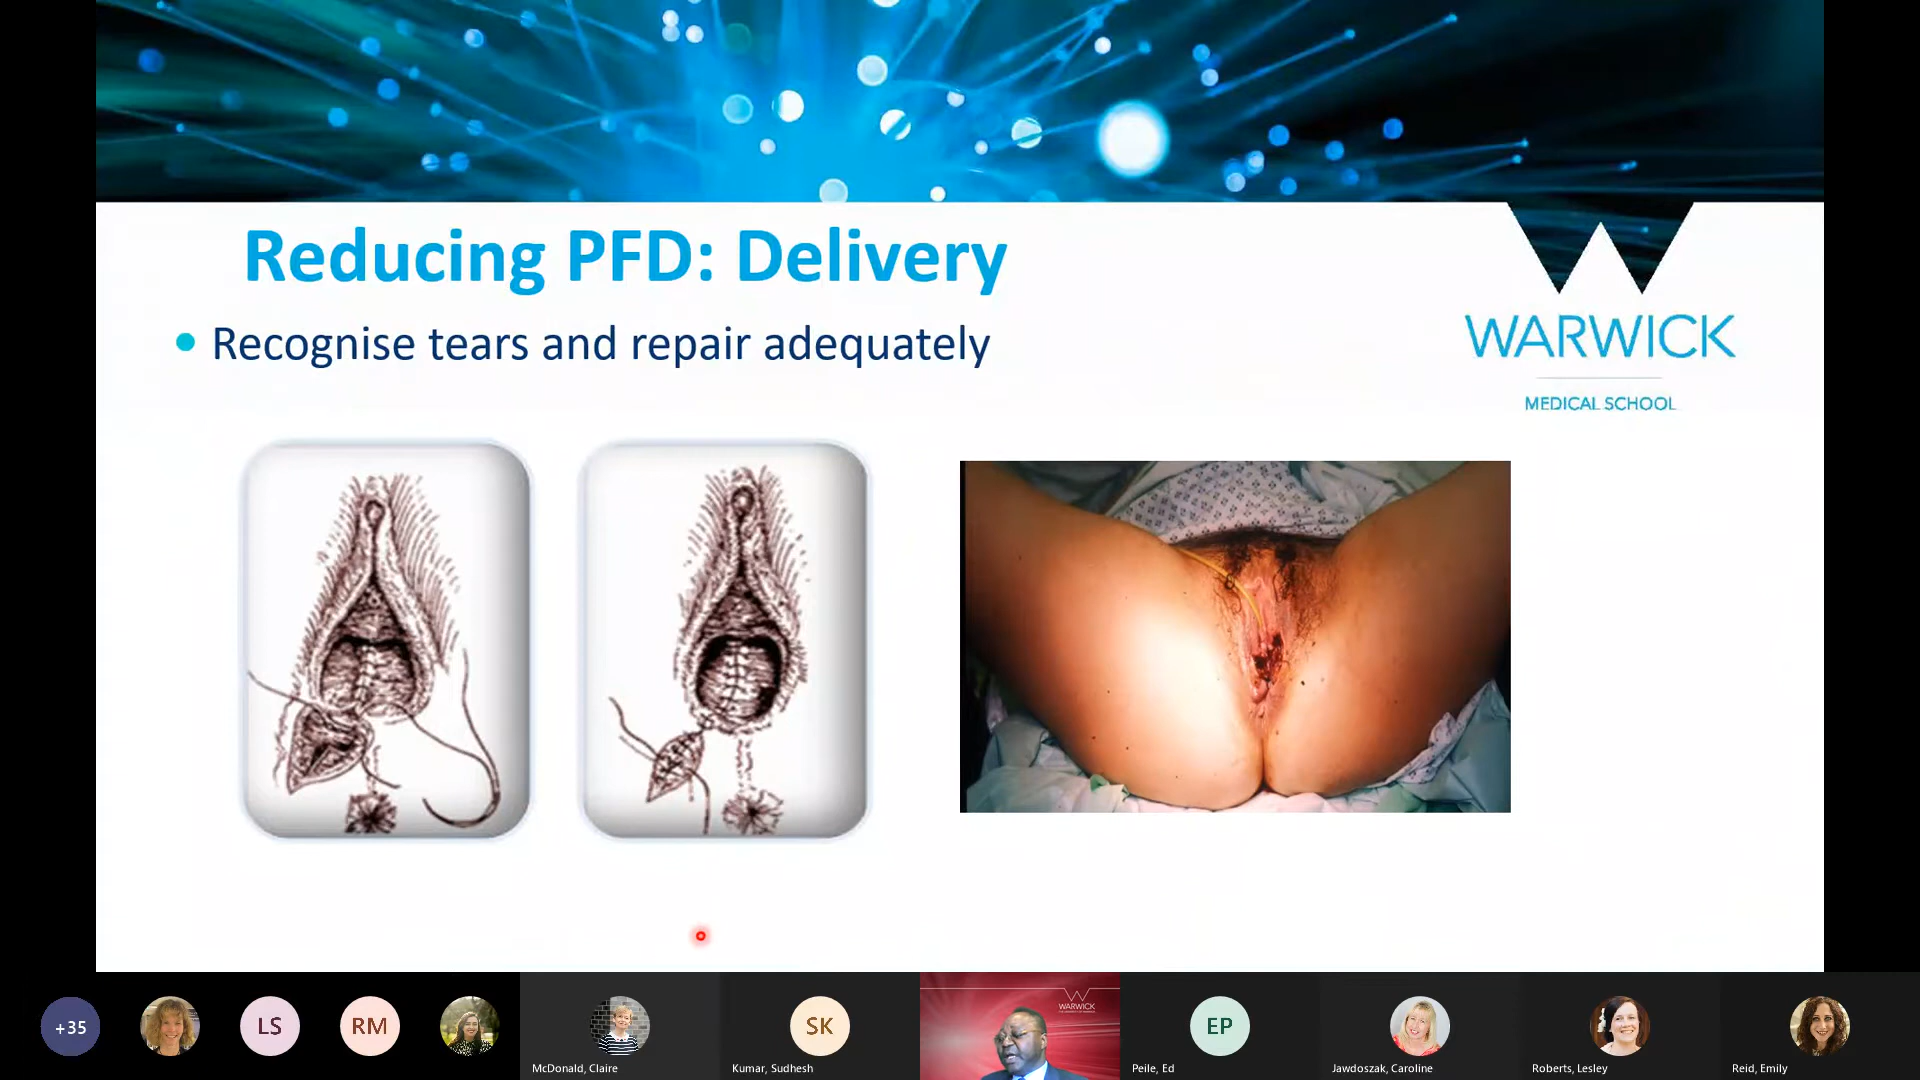 Reducing PFD: Delivery
• Recognise tears and repair adequately
WARWICK
MEDICAL SCHOOL
+35
LS
RM
McDonald, Claire
SK
Kumar, Sudhesh
WARWICK
EP
Peile, Ed
Jawdoszak, Caroline
Roberts, Lesley
Reid, Emily